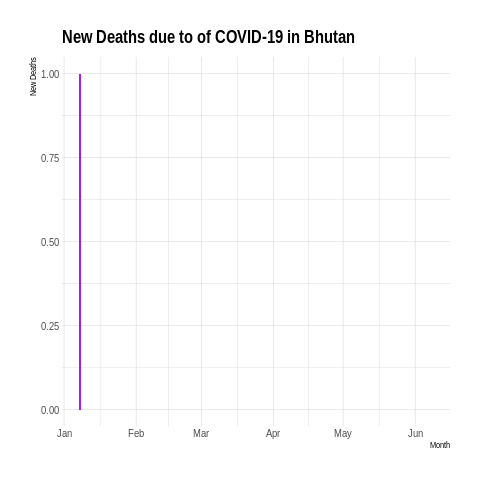 New Deaths due to of COVID-19 in Bhutan
New Deaths
1.00
0.75
0.50
0.25
0.00
Jan Feb Mar Apr May Jun
Month